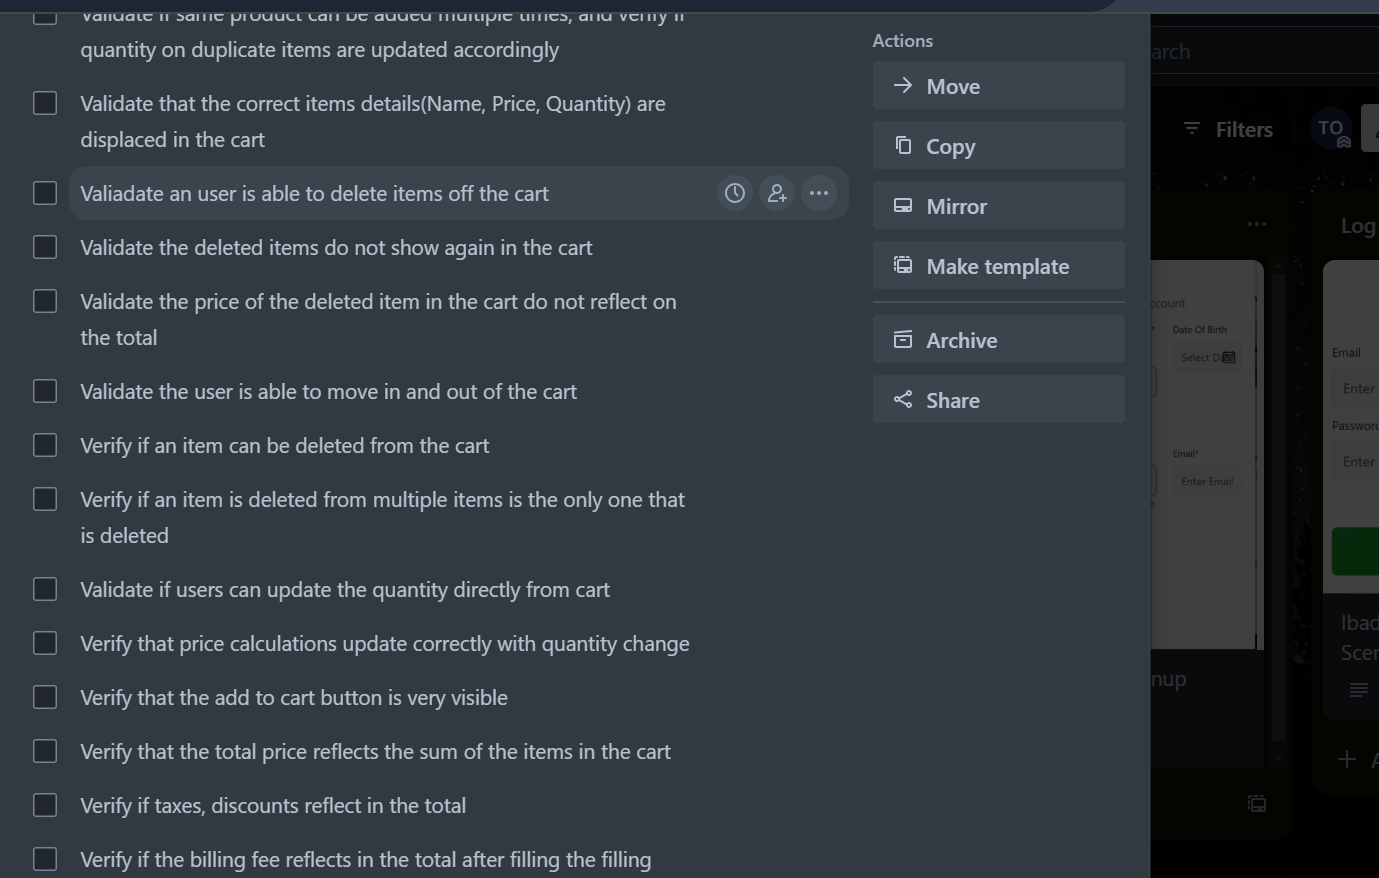 Validate if same product can be added multiple times, and verify if
quantity on duplicate items are updated accordingly
Validate that the correct items details(Name, Price, Quantity) are
displaced in the cart
Valiadate an user is able to delete items off the cart
Validate the deleted items do not show again in the cart
Validate the price of the deleted item in the cart do not reflect on
the total
Validate the user is able to move in and out of the cart
Verify if an item can be deleted from the cart
Verify if an item is deleted from multiple items is the only one that
is deleted
Validate if users can update the quantity directly from cart
Verify that price calculations update correctly with quantity change
Verify that the add to cart button is very visible
Verify that the total price reflects the sum of the items in the cart
Verify if taxes, discounts reflect in the total
Verify if the billing fee reflects in the total after filling the filling
Actions
Move
Copy
Mirror
Make template
Archive
Share
arch
Filters
TO
Log
ccount
Date Of Birth
Select Da
Email*
Enter Email
nup
Email
Enter
Password
Enter
Ibad
Scer